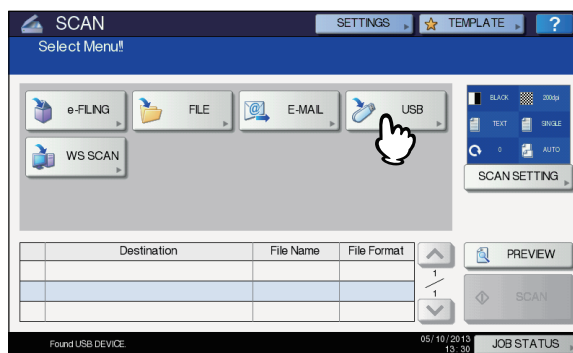 SCAN
SETTINGS
TEMPLATE
?
Select Menu!!
e-FILING
FILE
@
E-MAIL
USB
WS SCAN
BLACK
200dpi
TEXT
SINGLE
0
AUTO
SCAN SETTING
Destination
File Name
File Format
1
1
PREVIEW
SCAN
Found USB DEVICE.
05/10/2013
13:30
JOB STATUS